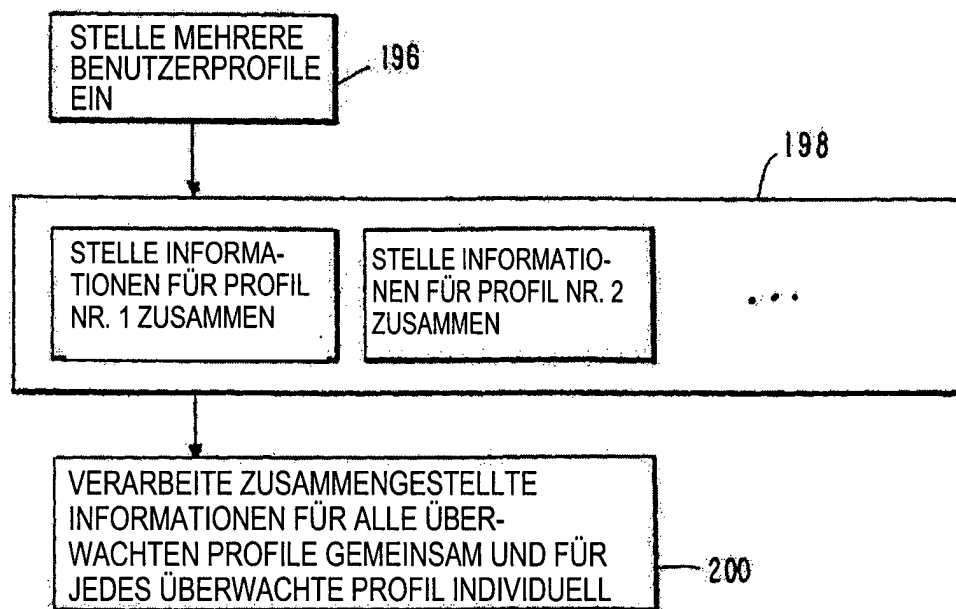 STELLE MEHRERE
BENUTZERPROFILE
EIN
196
198
STELLE INFORMA-
TIONEN FÜR PROFIL
NR. 1 ZUSAMMEN
STELLE INFORMATIO-
NEN FÜR PROFIL NR. 2
ZUSAMMEN
...
VERARBEITE ZUSAMMENGESTELLTE
INFORMATIONEN FÜR ALLE ÜBER-
WACHTEN PROFILE GEMEINSAM UND FÜR
JEDES ÜBERWACHTE PROFIL INDIVIDUELL
200